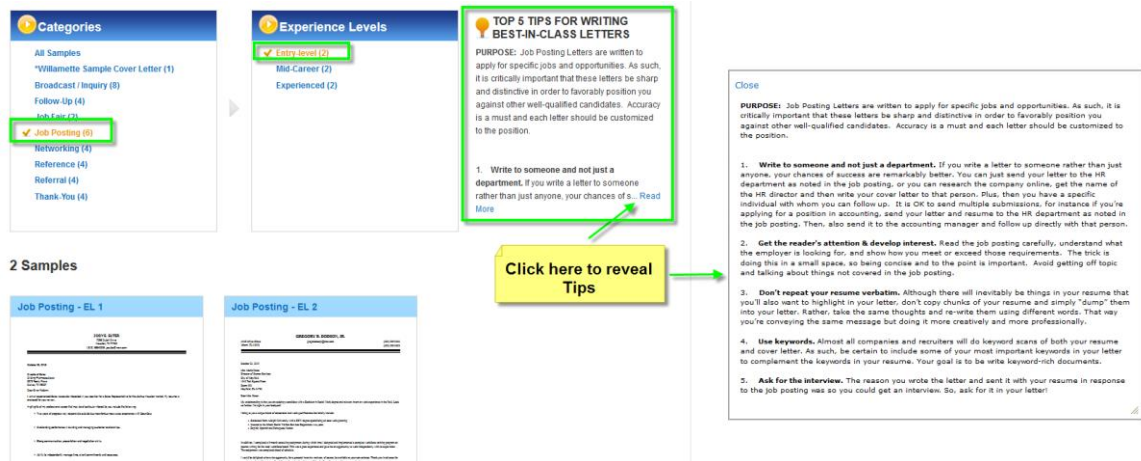 Categories
All Samples
*Willamette Sample Cover Letter (1)
Broadcast / Inquiry (8)
Follow-Up (4)
Job Fair (2)
Job Posting (6)
Networking (4)
Reference (4)
Referral (4)
Thank-You (4)
Experience Levels
Entry-level (2)
Mid-Career (2)
Experienced (2)
TOP 5 TIPS FOR WRITING
BEST-IN-CLASS LETTERS
PURPOSE: Job Posting Letters are written to
apply for specific jobs and opportunities. As such,
it is critically important that these letters be sharp
and distinctive in order to favorably position you
against other well-qualified candidates. Accuracy
is a must and each letter should be customized
to the position.
1. Write to someone and not just a
department. If you write a letter to someone
rather than just anyone, your chances of s... Read
More
Click here to reveal
Tips
2 Samples
Job Posting - EL 1
Job Posting - EL 2
GREGORY S. DODSON, JR.
Close
PURPOSE: Job Posting Letters are written to apply for specific jobs and opportunities. As such, it is
critically important that these letters be sharp and distinctive in order to favorably position you
against other well-qualified candidates. Accuracy is a must and each letter should be customized to
the position.
1. Write to someone and not just a department. If you write a letter to someone rather than just
anyone, your chances of success are remarkably better. You can just send your letter to the HR
department as noted in the job posting, or you can research the company online, get the name of
the HR director and then write your cover letter to that person. Plus, then you have a specific
individual with whom you can follow up. It is OK to send multiple submissions, for instance if you're
applying for a position in accounting, send your letter and resume to the HR department as noted in
the job posting. Then, also send it to the accounting manager and follow up directly with that person.
2. Get the reader's attention & develop interest. Read the job posting carefully, understand what
the employer is looking for, and show how you meet or exceed those requirements. The trick is
doing this in a small space, so being concise and to the point is important. Avoid getting off topic
and talking about things not covered in the job posting.
3. Don't repeat your resume verbatim. Although there will inevitably be things in your resume that
you'll also want to highlight in your letter, don't copy chunks of your resume and simply "dump" them
into your letter. Rather, take the same thoughts and re-write them using different words. That way
you're conveying the same message but doing it more creatively and more professionally.
4. Use keywords. Almost all companies and recruiters will do keyword scans of both your resume
and cover letter. As such, be certain to include some of your most important keywords in your letter
to complement the keywords in your resume. Your goal is to be write keyword-rich documents.
5. Ask for the interview. The reason you wrote the letter and sent it with your resume in response
to the job posting was so you could get an interview. So, ask for it in your letter!